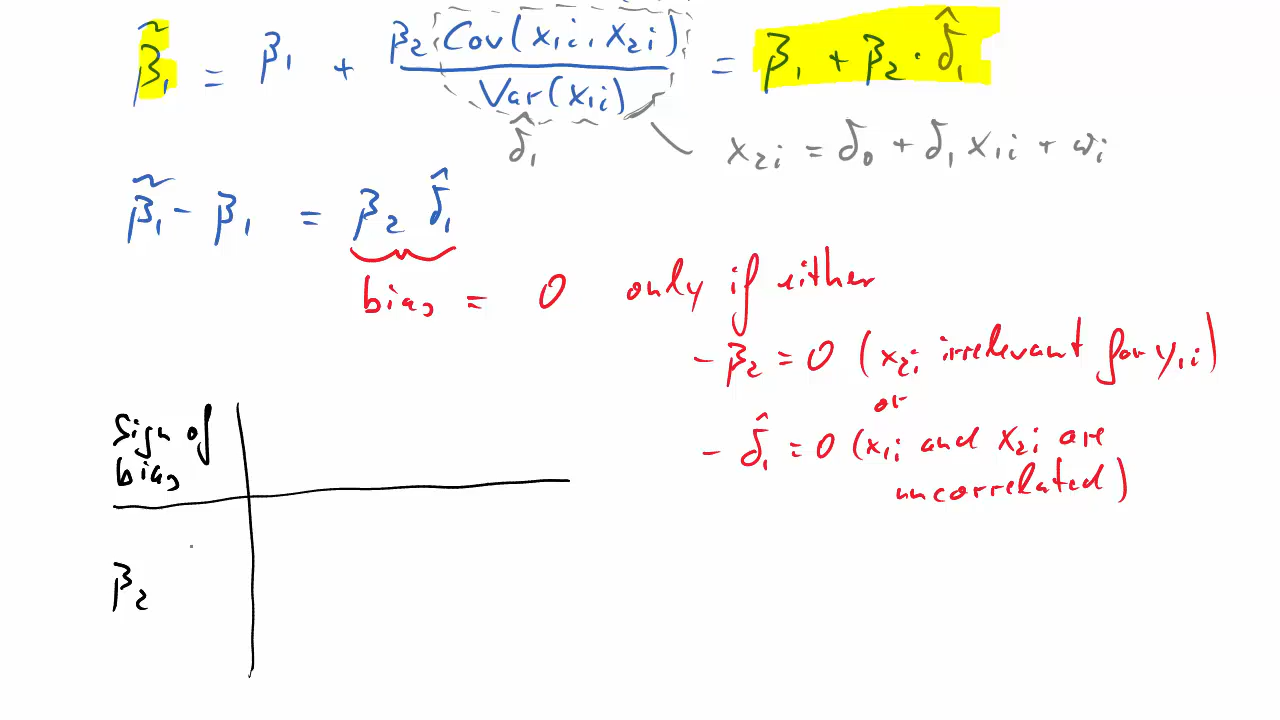 β̃₁ = β₁ + β₂ Cov(x₁ᵢ, x₂ᵢ) / Var(x₁ᵢ) = β₁ + β₂ · δ̂₁
δ̂₁
x₂ᵢ = δ₀ + δ₁ x₁ᵢ + ωᵢ
β̃₁ - β₁ = β₂ δ̂₁
bias = 0 only if either
- β₂ = 0 (x₂ᵢ irrelevant for y₁ᵢ)
or
- δ̂₁ = 0 (x₁ᵢ and x₂ᵢ are
uncorrelated)
Sign of
bias
β₂